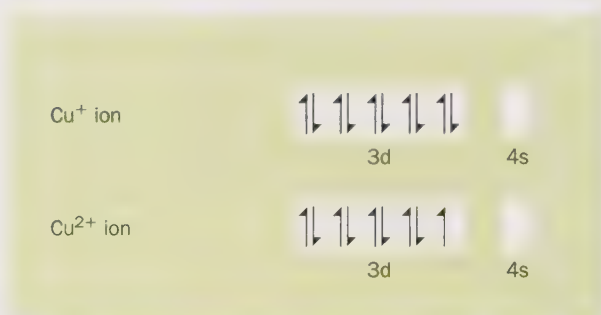 Cu⁺ ion ⥮ ⥮ ⥮ ⥮ ⥮
3d 4s
Cu²⁺ ion ⥮ ⥮ ⥮ ⥮ ↿
3d 4s